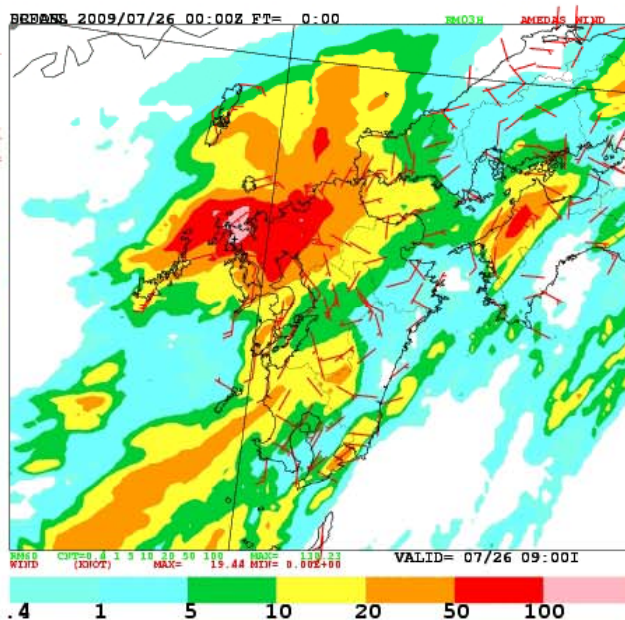 2009/07/26 00:00Z FT= 0:00 RM03H AMEDAS WIND
RM60 CNT=0.4 1 5 10 20 50 100 MAX= 130.23
WIND (KNOT) MAX= 19.44 MIN= 0.00E+00
VALID= 07/26 09:00I
.4 1 5 10 20 50 100